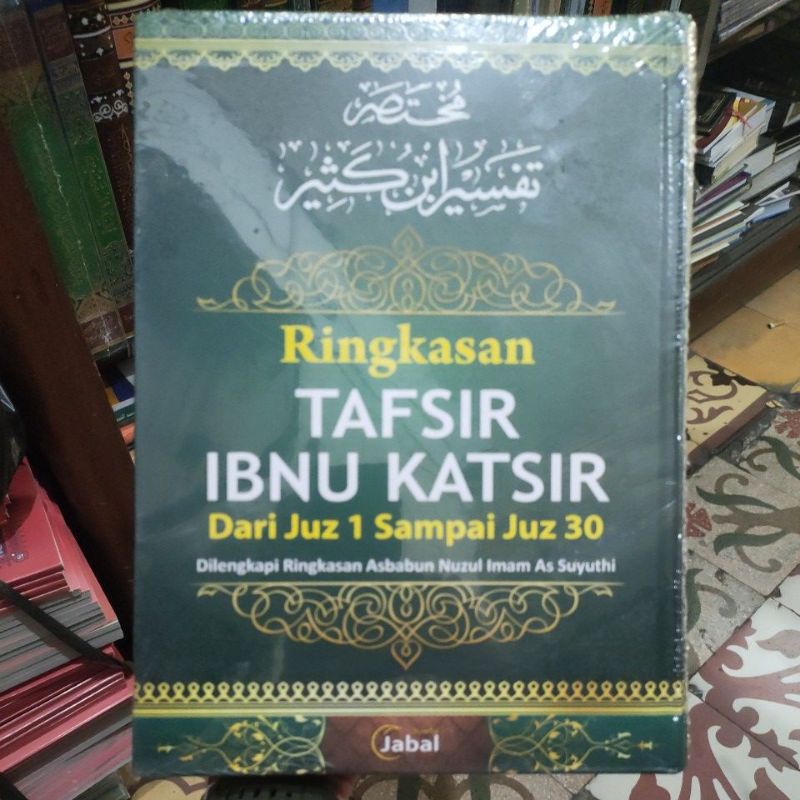 مُختصر
تفسير ابن كثير
Ringkasan
TAFSIR
IBNU KATSIR
Dari Juz 1 Sampai Juz 30
Dilengkapi Ringkasan Asbabun Nuzul Imam As Suyuthi
Jabal